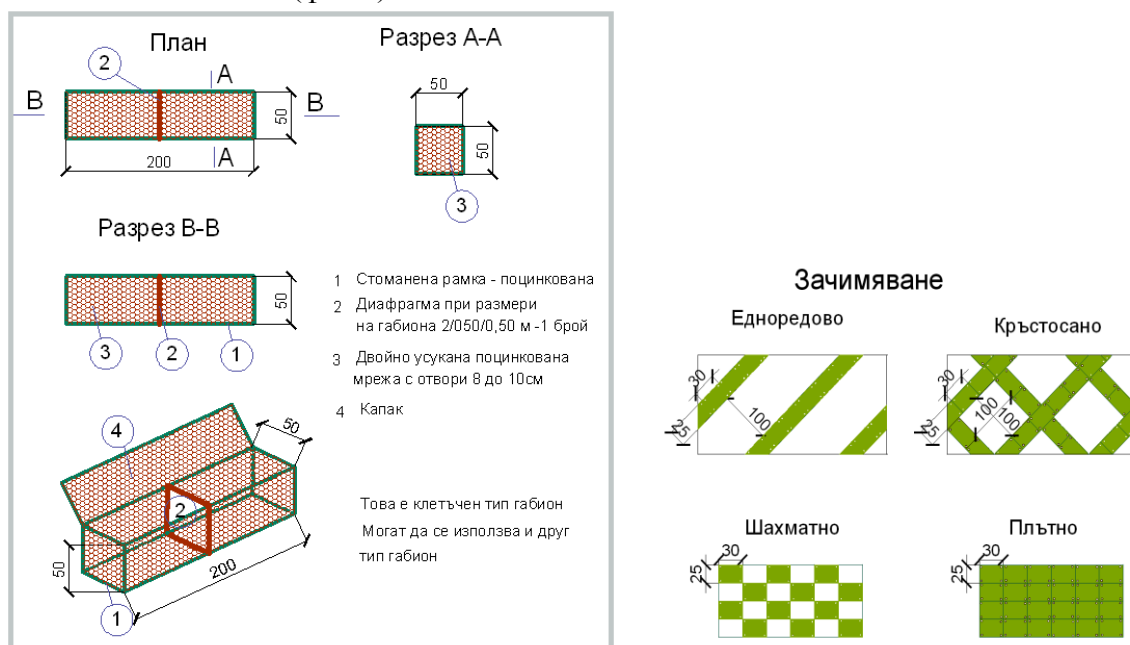 План
2
A
B
B
50
A
200
Разрез A-A
50
50
3
Разрез B-B
50
3
2
1
1 Стоманена рамка - поцинкована
2 Диафрагма при размери
на габиона 2/050/0,50 м -1 брой
3 Двойно усукана поцинкована
мрежа с отвори 8 до 10см
4 Капак
4
50
2
50
200
1
Това е клетъчен тип габион
Могат да се използва и друг
тип габион
Зачимяване
Едноредово
30
25
100
Кръстосано
30
25
100
100
Шахматно
30
25
Плътно
30
25